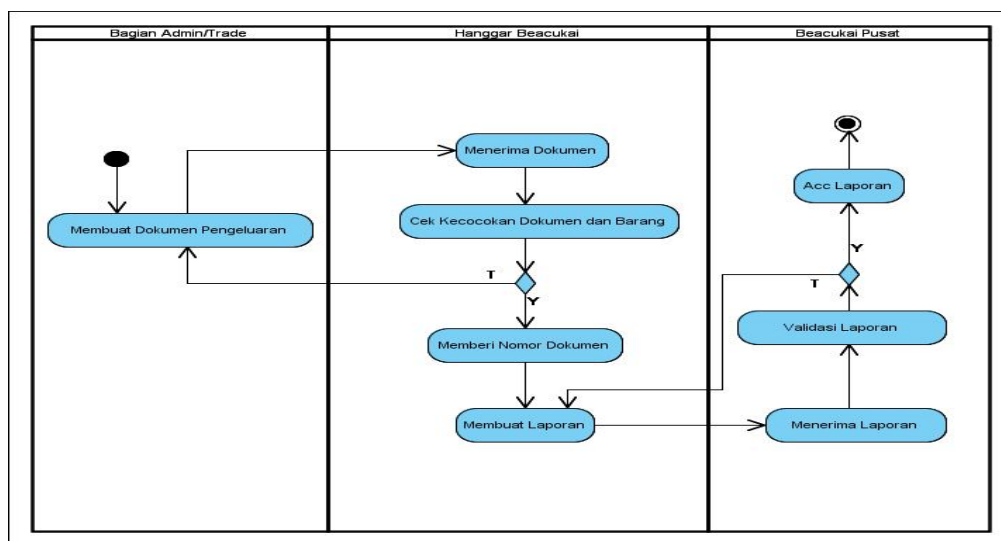 Bagian Admin/Trade
Hanggar Beacukai
Beacukai Pusat
Menerima Dokumen
Acc Laporan
Membuat Dokumen Pengeluaran
Cek Kecocokan Dokumen dan Barang
Y
T
T
Y
Validasi Laporan
Memberi Nomor Dokumen
Membuat Laporan
Menerima Laporan